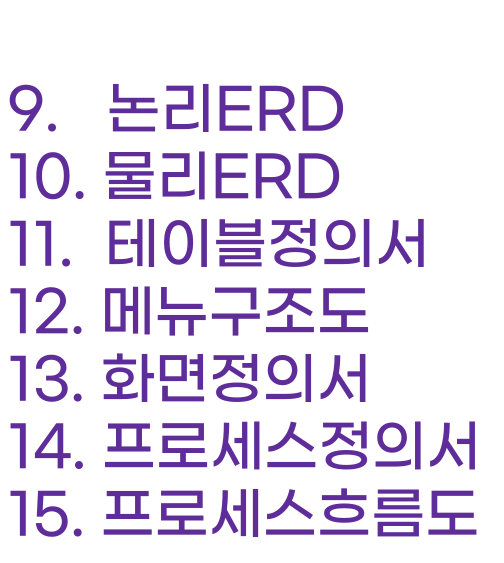 9. 논리ERD
10. 물리ERD
11. 테이블정의서
12. 메뉴구조도
13. 화면정의서
14. 프로세스정의서
15. 프로세스흐름도